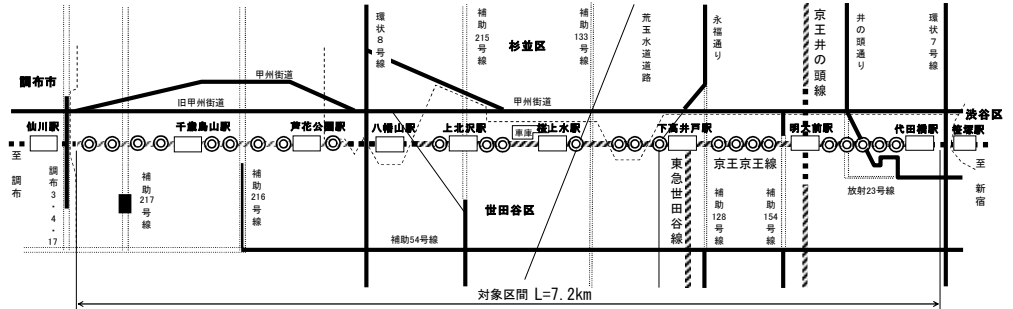 環状8号線
補助215号線
杉並区
補助133号線
荒玉水道道路
永福通り
京王井の頭線
井の頭通り
環状7号線
調布市
甲州街道
旧甲州街道
甲州街道
渋谷区
仙川駅
千歳烏山駅
芦花公園駅
八幡山駅
上北沢駅
車庫
桜上水駅
下高井戸駅
明大前駅
代田橋駅
笹塚駅
至調布
調布3・4・17
補助217号線
補助216号線
世田谷区
東急世田谷線
京王京王線
補助128号線
補助154号線
放射23号線
至新宿
補助54号線
対象区間 L=7.2km